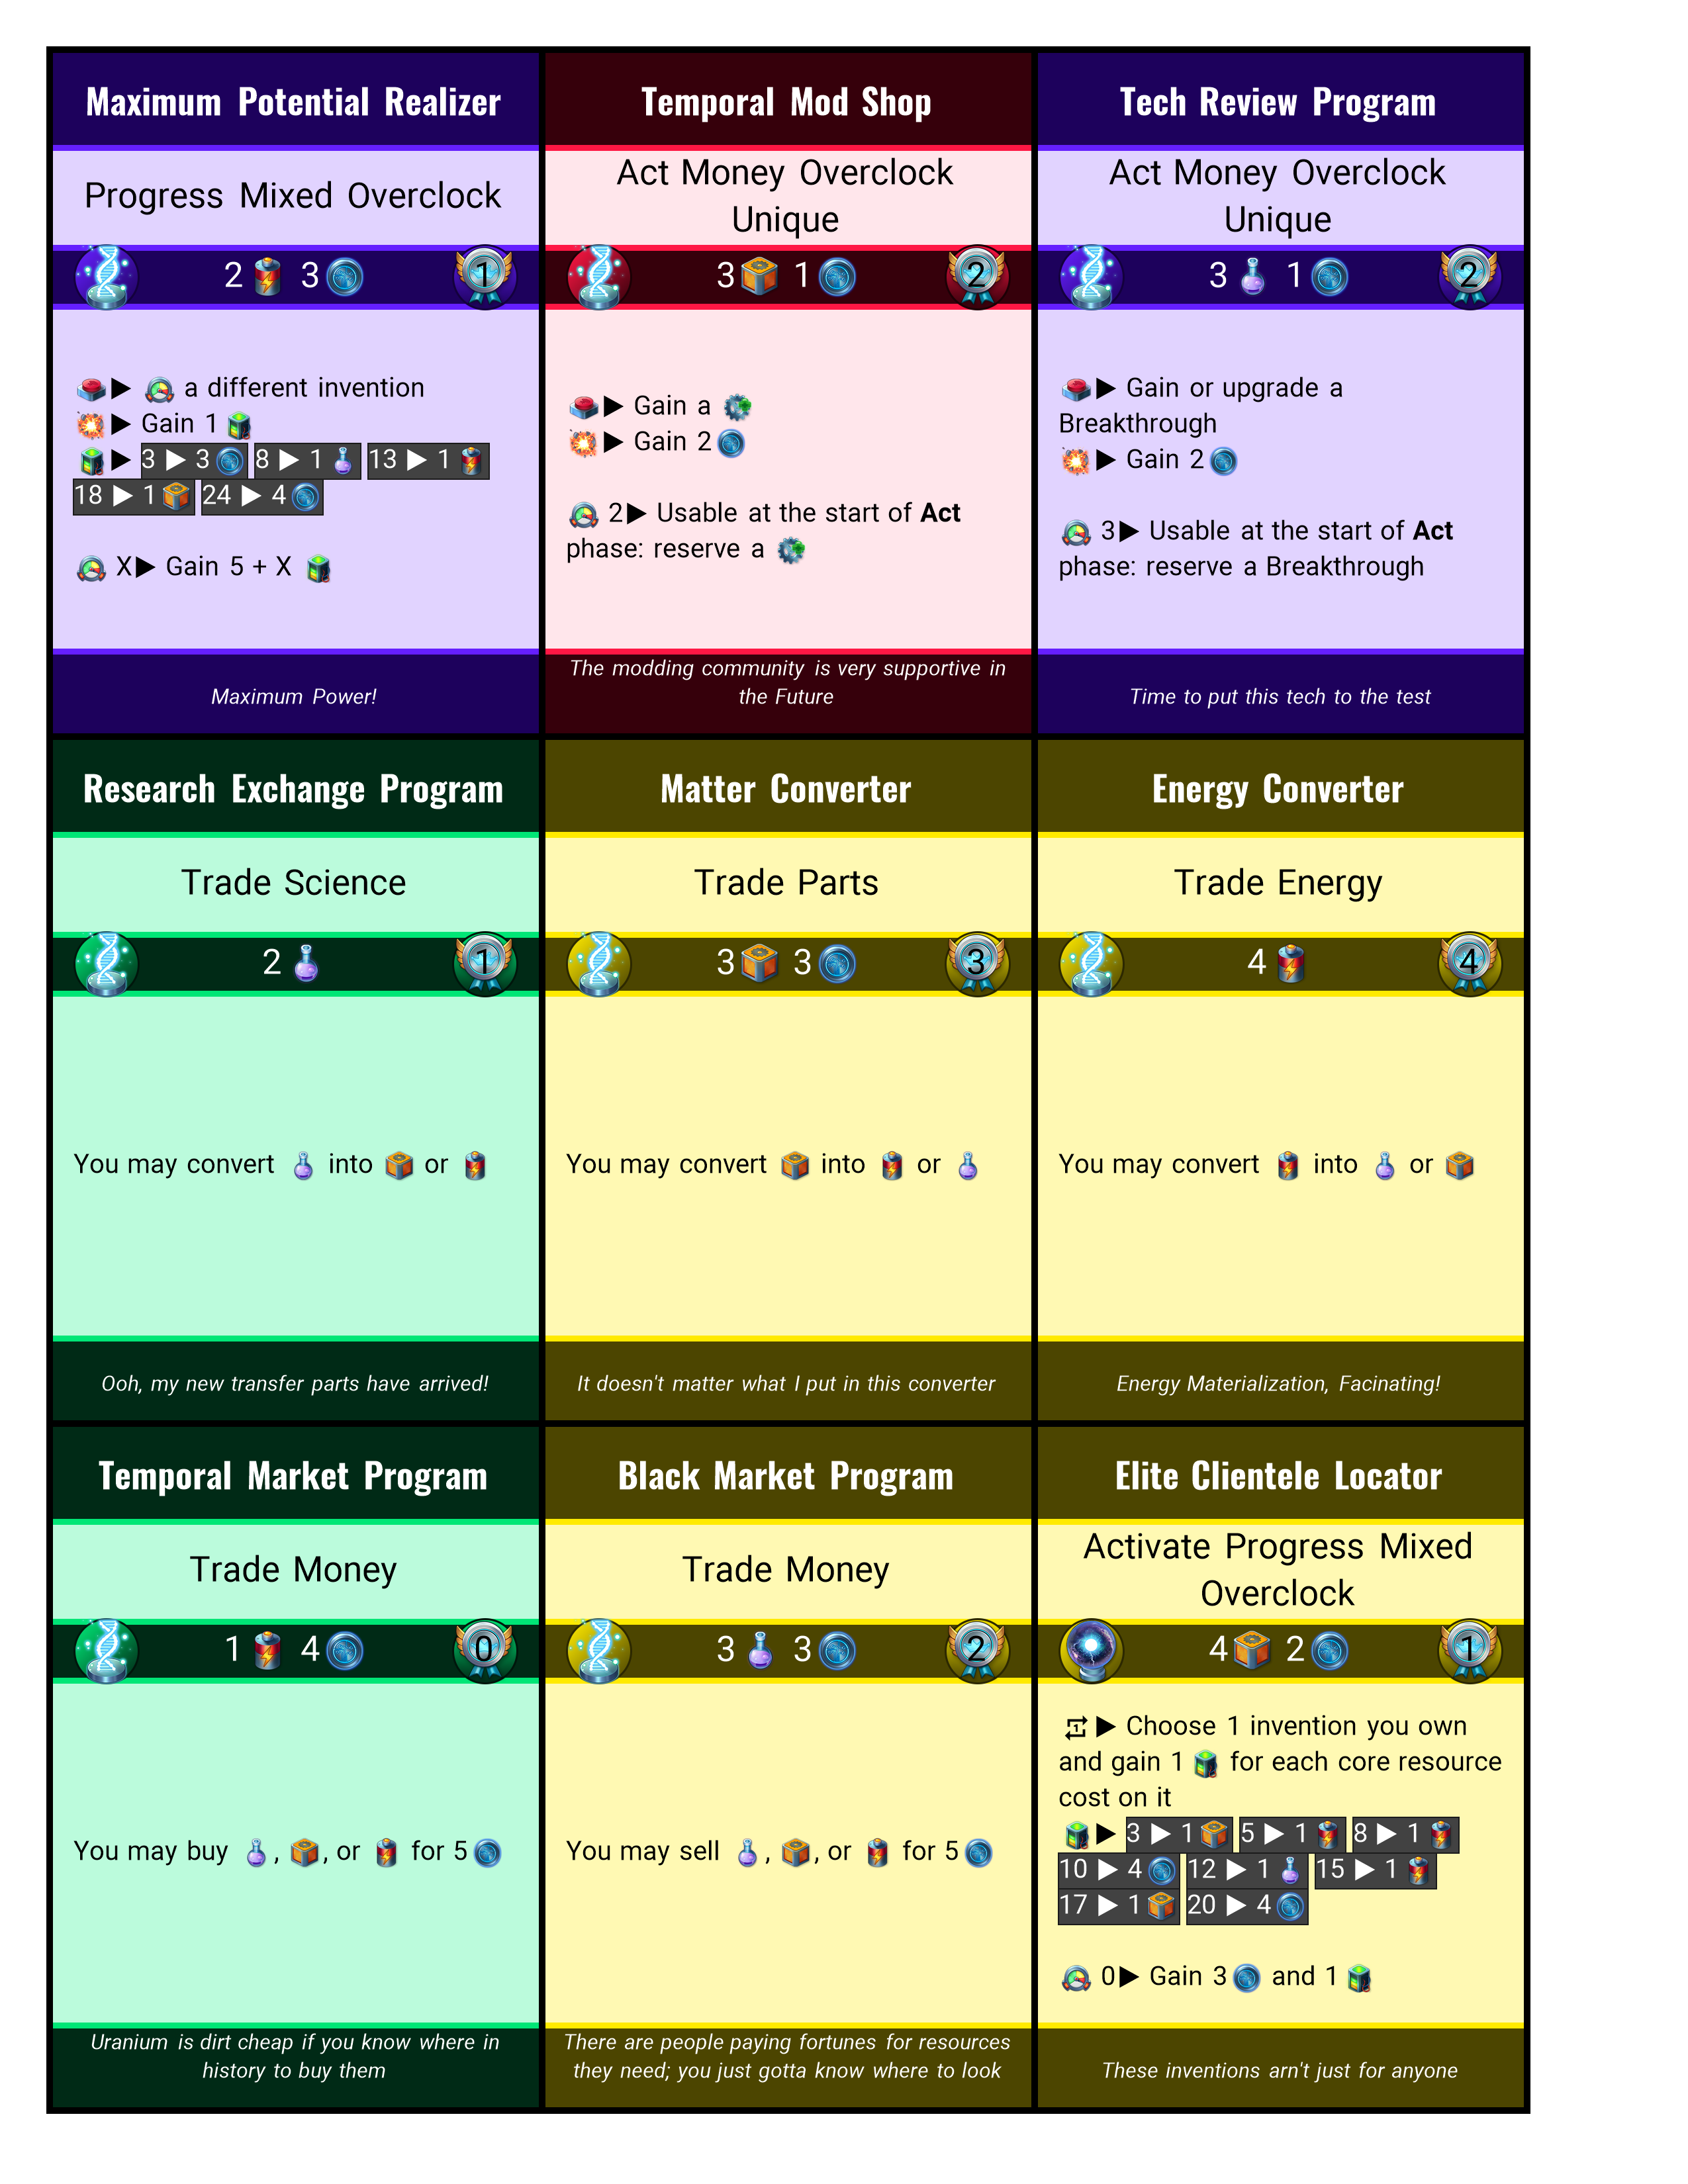 Maximum Potential Realizer
Progress Mixed Overclock
2 3 1
▶ a different invention
▶ Gain 1
▶ 3 ▶ 3 8 ▶ 1 13 ▶ 1
18 ▶ 1 24 ▶ 4
X▶ Gain 5 + X
Maximum Power!
Temporal Mod Shop
Act Money Overclock
Unique
3 1 2
▶ Gain a
▶ Gain 2
2▶ Usable at the start of Act
phase: reserve a
The modding community is very supportive in
the Future
Tech Review Program
Act Money Overclock
Unique
3 1 2
▶ Gain or upgrade a
Breakthrough
▶ Gain 2
3▶ Usable at the start of Act
phase: reserve a Breakthrough
Time to put this tech to the test
Research Exchange Program
Trade Science
2 1
You may convert into or
Ooh, my new transfer parts have arrived!
Matter Converter
Trade Parts
3 3 3
You may convert into or
It doesn't matter what I put in this converter
Energy Converter
Trade Energy
4 4
You may convert into or
Energy Materialization, Facinating!
Temporal Market Program
Trade Money
1 4 0
You may buy , , or for 5
Uranium is dirt cheap if you know where in
history to buy them
Black Market Program
Trade Money
3 3 2
You may sell , , or for 5
There are people paying fortunes for resources
they need; you just gotta know where to look
Elite Clientele Locator
Activate Progress Mixed
Overclock
4 2 1
1 ▶ Choose 1 invention you own
and gain 1 for each core resource
cost on it
▶ 3 ▶ 1 5 ▶ 1 8 ▶ 1
10 ▶ 4 12 ▶ 1 15 ▶ 1
17 ▶ 1 20 ▶ 4
0▶ Gain 3 and 1
These inventions arn't just for anyone